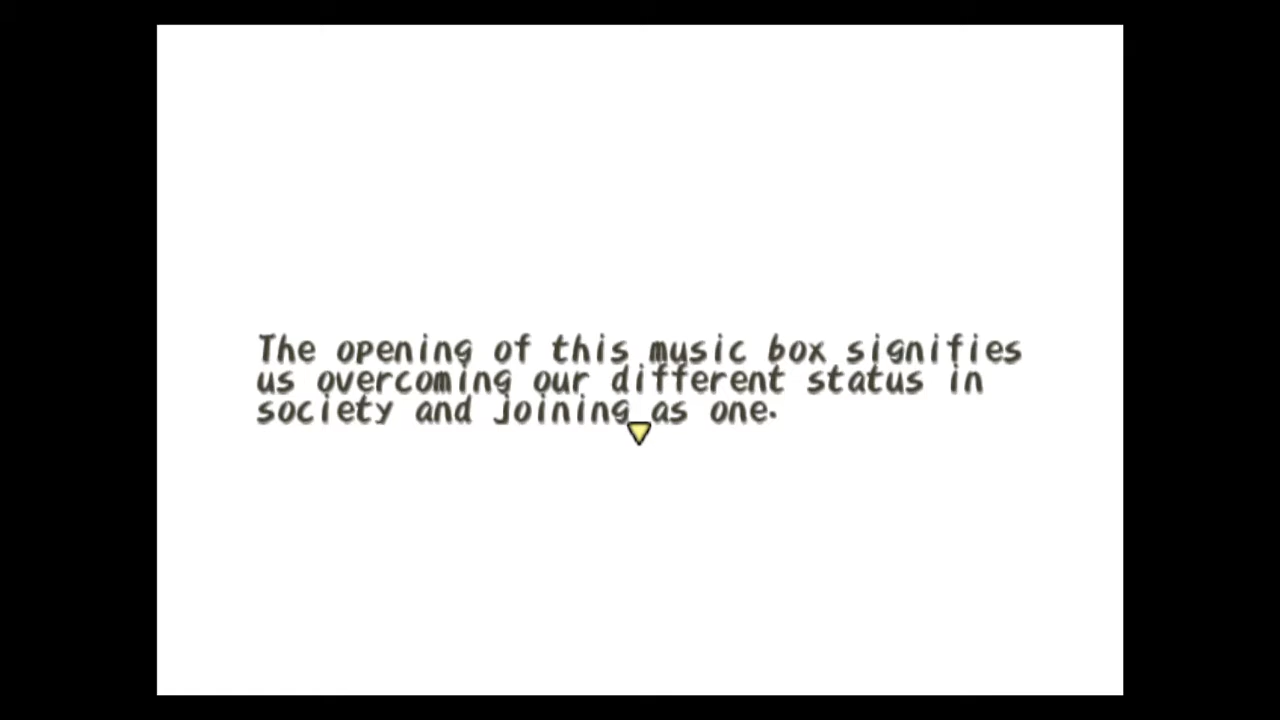 The opening of this music box signifies
us overcoming our different status in
society and joining as one.